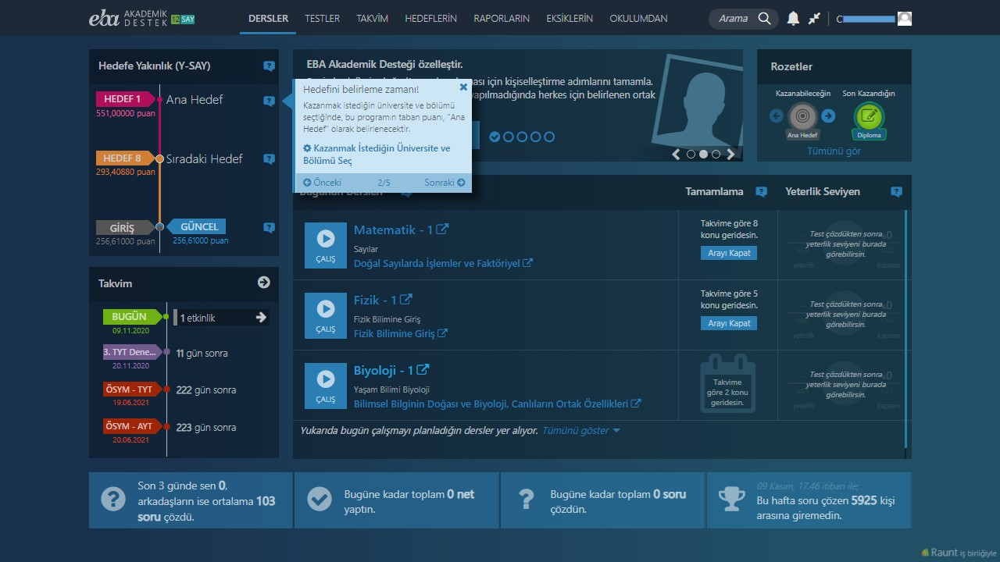 eba AKADEMİK DESTEK 12 SAY
DERSLER TESTLER TAKVİM HEDEFLERİN RAPORLARIN EKSİKLERİN OKULUMDAN
Arama
C
Hedefe Yakınlık (Y-SAY)
HEDEF 1 Ana Hedef
551,00000 puan
HEDEF 8 Sıradaki Hedef
293,40880 puan
GİRİŞ GÜNCEL
256,61000 puan 256,61000 puan
EBA Akademik Desteği özelleştir.
ması için kişiselleştirme adımlarını tamamla.
yapılmadığında herkes için belirlenen ortak
Hedefini belirleme zamanı!
Kazanmak istediğin üniversite ve bölümü
seçtiğinde, bu programın taban puanı, "Ana
Hedef" olarak belirlenecektir.
Kazanmak İstediğin Üniversite ve
Bölümü Seç
Önceki 2/5 Sonraki
Rozetler
Kazanabileceğin Son Kazandığın
Ana Hedef Diploma
Tümünü gör
Takvim
BUGÜN 1 etkinlik
09.11.2020
3. TYT Dene... 11 gün sonra
20.11.2020
ÖSYM - TYT 222 gün sonra
19.06.2021
ÖSYM - AYT 223 gün sonra
20.06.2021
Bugünün Dersleri Tamamlama Yeterlik Seviyen
ÇALIŞ
Matematik - 1
Sayılar
Doğal Sayılarda İşlemler ve Faktöriyel
Takvime göre 8
konu geridesin.
Arayı Kapat
Test çözdükten sonra
yeterlik seviyeni burada
görebilirsin.
yeterlik kapsam
ÇALIŞ
Fizik - 1
Fizik Bilimine Giriş
Fizik Bilimine Giriş
Takvime göre 5
konu geridesin.
Arayı Kapat
Test çözdükten sonra
yeterlik seviyeni burada
görebilirsin.
yeterlik kapsam
ÇALIŞ
Biyoloji - 1
Yaşam Bilimi Biyoloji
Bilimsel Bilginin Doğası ve Biyoloji, Canlıların Ortak Özellikleri
Takvime
göre 2 konu
geridesin.
Test çözdükten sonra
yeterlik seviyeni burada
görebilirsin.
yeterlik kapsam
Yukarıda bugün çalışmayı planladığın dersler yer alıyor. Tümünü göster
Son 3 günde sen 0,
arkadaşların ise ortalama 103
soru çözdü.
Bugüne kadar toplam 0 net
yaptın.
Bugüne kadar toplam 0 soru
çözdün.
09 Kasım, 17.46 itibarı ile;
Bu hafta soru çözen 5925 kişi
arasına giremedin.
Raunt iş birliğiyle